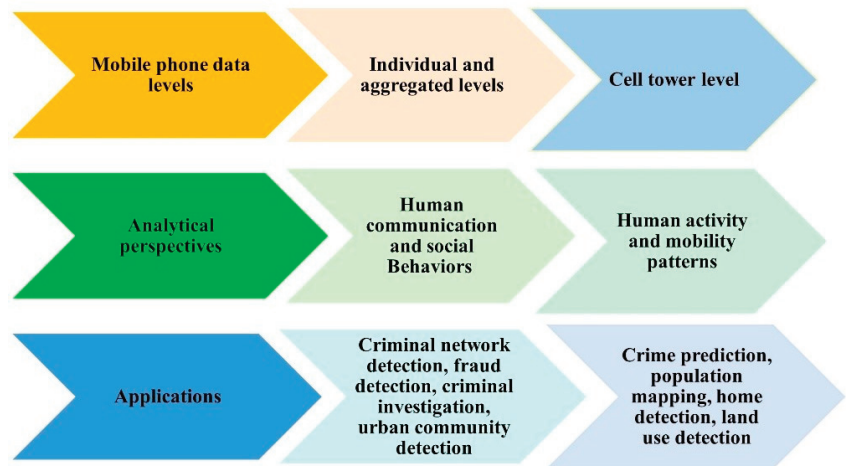 Mobile phone data
levels
Individual and
aggregated levels
Cell tower level
Analytical
perspectives
Human
communication
and social
Behaviors
Human activity
and mobility
patterns
Applications
Criminal network
detection, fraud
detection, criminal
investigation,
urban community
detection
Crime prediction,
population
mapping, home
detection, land
use detection